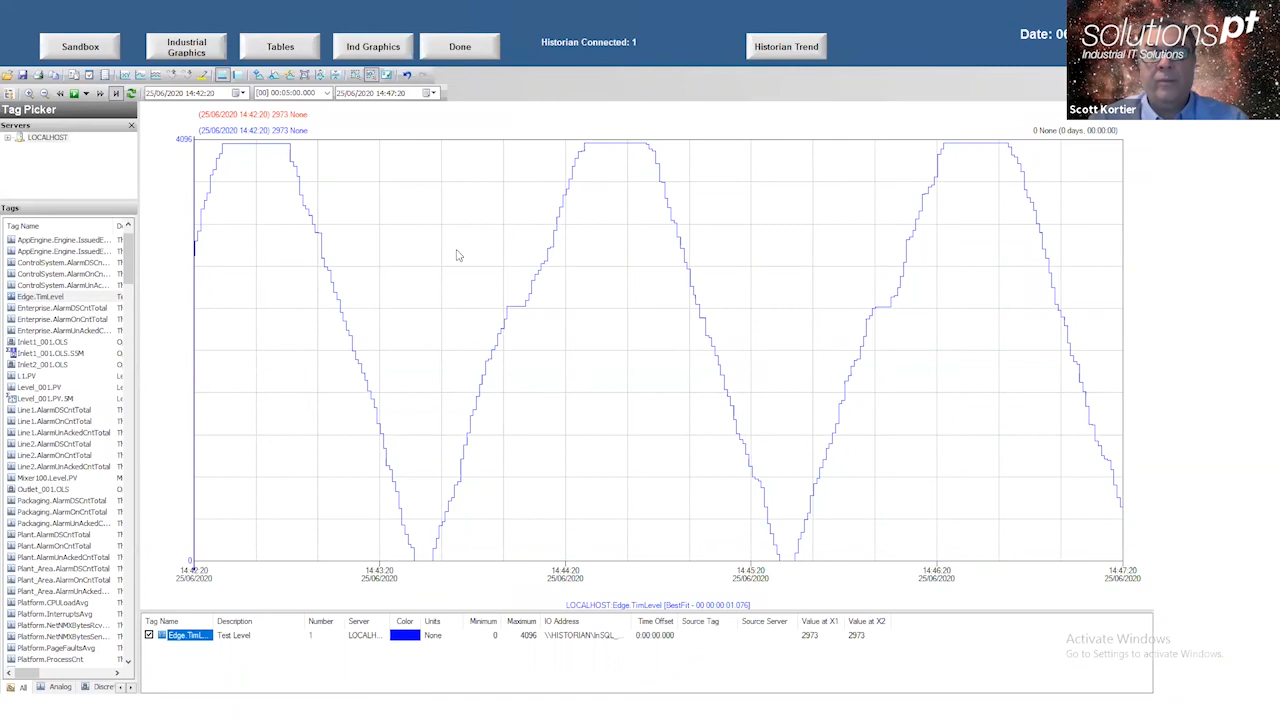 Sandbox
Industrial Graphics
Tables
Ind Graphics
Done
Historian Connected: 1
Historian Trend
Date: 06
solutionspt
Industrial IT Solutions
Scott Kortier
25/06/2020 14:42:20
[00] 00:05:00.000
25/06/2020 14:47:20
Tag Picker
Servers
LOCALHOST
Tags
Tag Name
AppEngine.Engine.IssuedE...
AppEngine.Engine.IssuedE...
ControlSystem.AlarmDSCn...
ControlSystem.AlarmOnCn...
ControlSystem.AlarmUnAc...
Edge.TimLevel
Enterprise.AlarmDSCntTotal
Enterprise.AlarmOnCntTotal
Enterprise.AlarmUnAckedC...
Inlet1_001.OLS
Inlet1_001.OLS.SSM
Inlet2_001.OLS
L1.PV
Level_001.PV
Level_001.PV.SM
Line1.AlarmDSCntTotal
Line1.AlarmOnCntTotal
Line1.AlarmUnAckedCntTotal
Line2.AlarmDSCntTotal
Line2.AlarmOnCntTotal
Line2.AlarmUnAckedCntTotal
Mixer100.Level.PV
Outlet_001.OLS
Packaging.AlarmDSCntTotal
Packaging.AlarmOnCntTotal
Packaging.AlarmUnAckedC...
Plant.AlarmDSCntTotal
Plant.AlarmOnCntTotal
Plant.AlarmUnAckedCntTotal
Plant_Area.AlarmDSCntTotal
Plant_Area.AlarmOnCntTotal
Plant_Area.AlarmUnAcked...
Platform.CPULoadAvg
Platform.InterruptsAvg
Platform.NetNMXBytesRcv...
Platform.NetNMXBytesSen...
Platform.PageFaultsAvg
Platform.ProcessCnt
All
Analog
Discre
(25/06/2020 14:42:20) 2973 None
(25/06/2020 14:42:20) 2973 None
0 None (0 days, 00:00:00)
4096
0
14:42:20 14:43:20 14:44:20 14:45:20 14:46:20 14:47:20
25/06/2020 25/06/2020 25/06/2020 25/06/2020 25/06/2020 25/06/2020
LOCALHOST:Edge.TimLevel [BestFit - 00 00:00:01.076]
Tag Name Description Number Server Color Units Minimum Maximum IO Address Time Offset Source Tag Source Server Value at X1 Value at X2
Edge.TimL... Test Level 1 LOCALH... None 0 4096 \\HISTORIAN\InSQL_... 0:00:00.000 2973 2973
Activate Windows
Go to Settings to activate Windows.